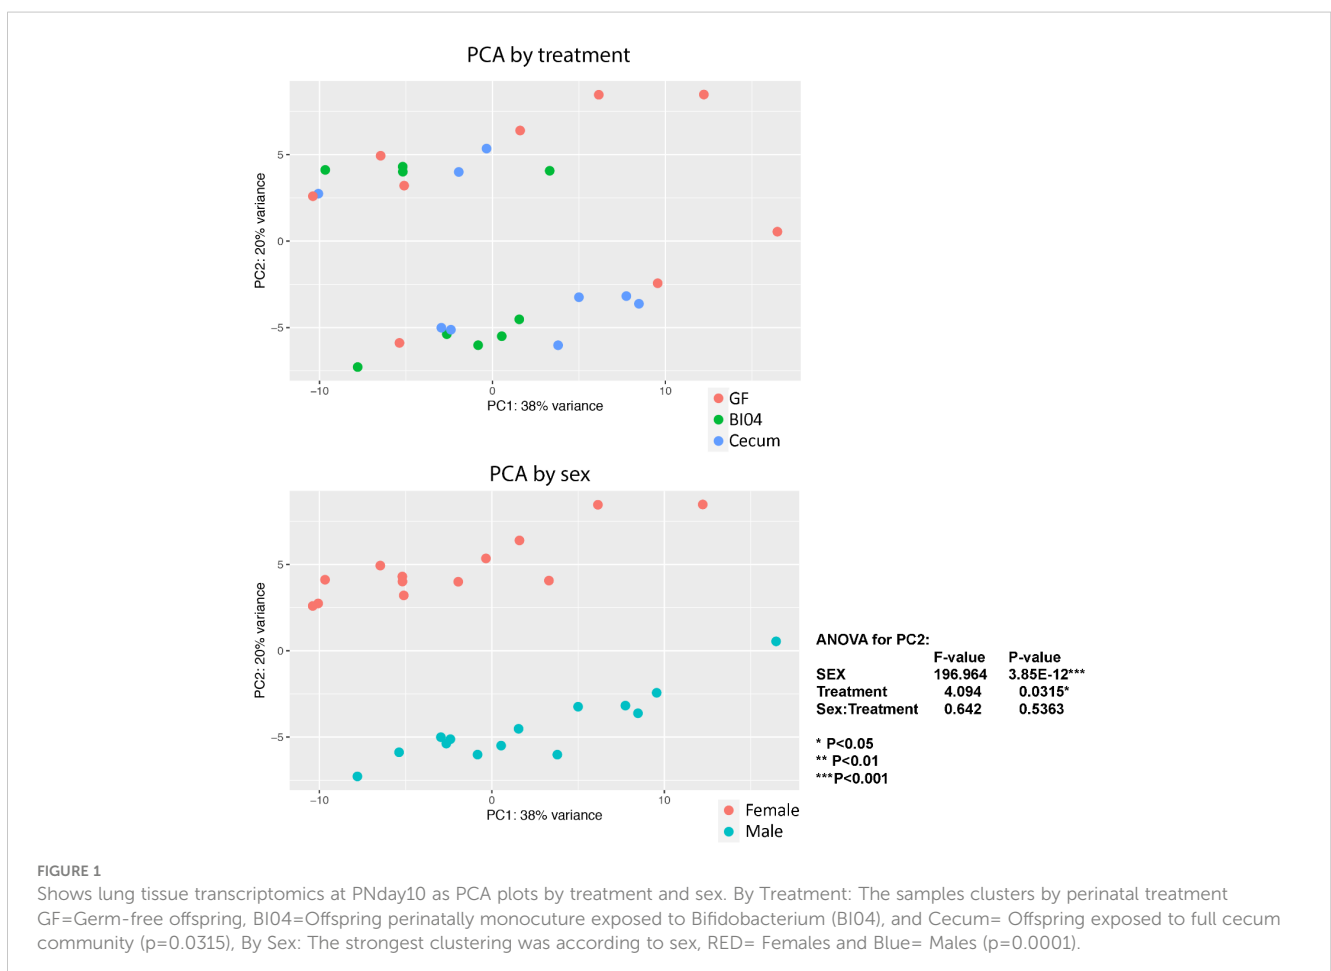 PCA by treatment
5
0
−5
PC2: 20% variance
−10
0
10
PC1: 38% variance
GF
BI04
Cecum
PCA by sex
5
0
−5
PC2: 20% variance
−10
0
10
PC1: 38% variance
Female
Male
ANOVA for PC2:
F-value P-value
SEX 196.964 3.85E-12***
Treatment 4.094 0.0315*
Sex:Treatment 0.642 0.5363
* P<0.05
** P<0.01
***P<0.001
FIGURE 1
Shows lung tissue transcriptomics at PNday10 as PCA plots by treatment and sex. By Treatment: The samples clusters by perinatal treatment
GF=Germ-free offspring, BI04=Offspring perinatally monocuture exposed to Bifidobacterium (BI04), and Cecum= Offspring exposed to full cecum
community (p=0.0315), By Sex: The strongest clustering was according to sex, RED= Females and Blue= Males (p=0.0001).